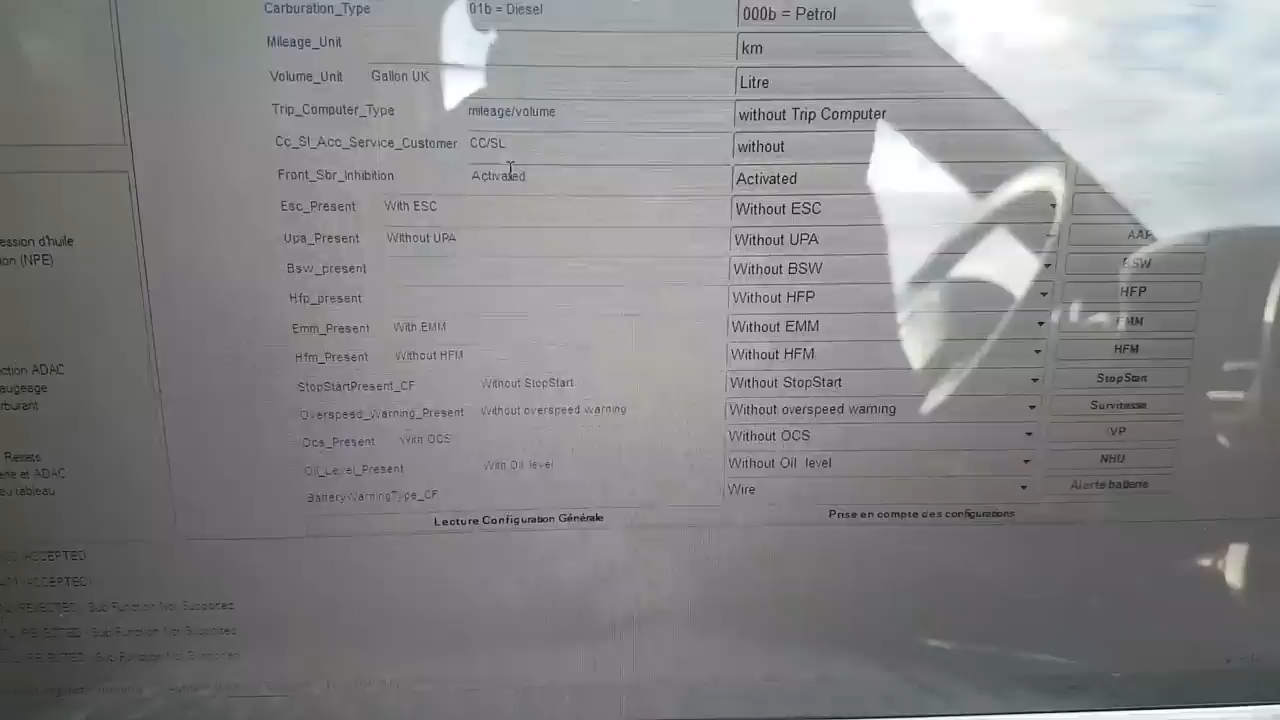 Carburation_Type 01b = Diesel 000b = Petrol
Mileage_Unit km
Volume_Unit Gallon UK Litre
Trip_Computer_Type mileage/volume without Trip Computer
Cc_Sl_Acc_Service_Customer CC/SL without
Front_Sbr_Inhibition Activated Activated
Esc_Present With ESC Without ESC
ession d'huile Upa_Present Without UPA Without UPA AAP
ion (NPE) Bsw_present Without BSW BSW
Hfp_present Without HFP HFP
Emm_Present With EMM Without EMM EMM
Hfm_Present Without HFM Without HFM HFM
ction ADAC StopStartPresent_CF Without StopStart Without StopStart StopStart
augeage
burant Overspeed_Warning_Present Without overspeed warning Without overspeed warning Survitesse
Ocs_Present With OCS Without OCS VP
Resets Oil_Level_Present With Oil level Without Oil level NHU
et ADAC
tableau BatteryWarningType_CF Wire Alerte batterie
Lecture Configuration Générale Prise en compte des configurations
ACCEPTED
ACCEPTED
REJECTED Sub Function Not Supported
REJECTED Sub Function Not Supported
REJECTED Sub Function Not Supported